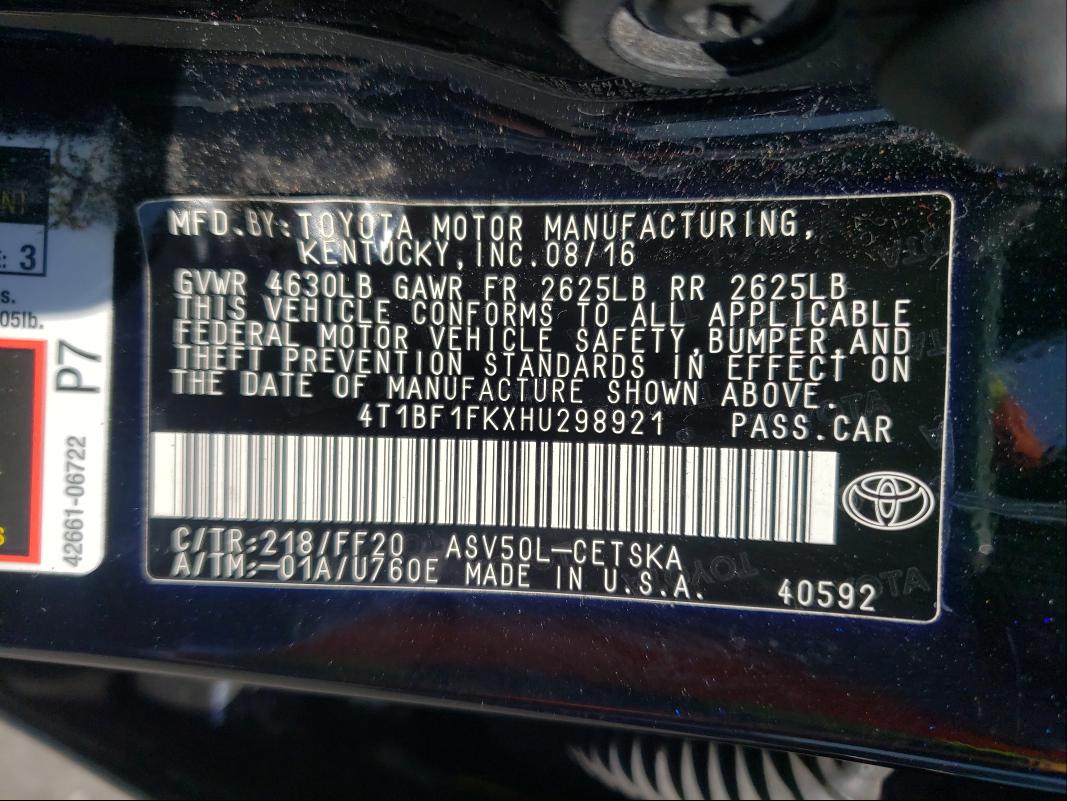 MFD.BY:TOYOTA MOTOR MANUFACTURING,
KENTUCKY,INC.08/16
GVWR 4630LB GAWR FR 2625LB RR 2625LB
THIS VEHICLE CONFORMS TO ALL APPLICABLE
FEDERAL MOTOR VEHICLE SAFETY,BUMPER,AND
THEFT PREVENTION STANDARDS IN EFFECT ON
THE DATE OF MANUFACTURE SHOWN ABOVE.
4T1BF1FKXHU298921 PASS.CAR
C/TR:218/FF20 ASV50L-CETSKA
A/TM:-01A/U760E MADE IN U.S.A.
40592
3
05lb.
P7
42661-06722